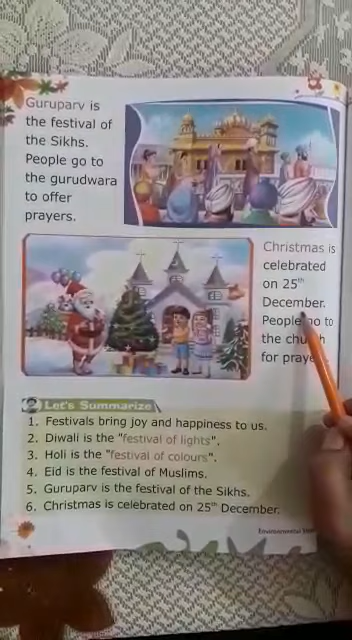 Guruparv is
the festival of
the Sikhs.
People go to
the gurudwara
to offer
prayers.
Christmas is
celebrated
on 25th
December.
People go to
the church
for
Let's Summarize
1. Festivals bring joy and happiness to us.
2. Diwali is the "festival of lights".
3. Holi is the "festival of colours".
4. Eid is the festival of Muslims.
5. Guruparv is the festival of the Sikhs.
6. Christmas is celebrated on 25th December.
Environmental